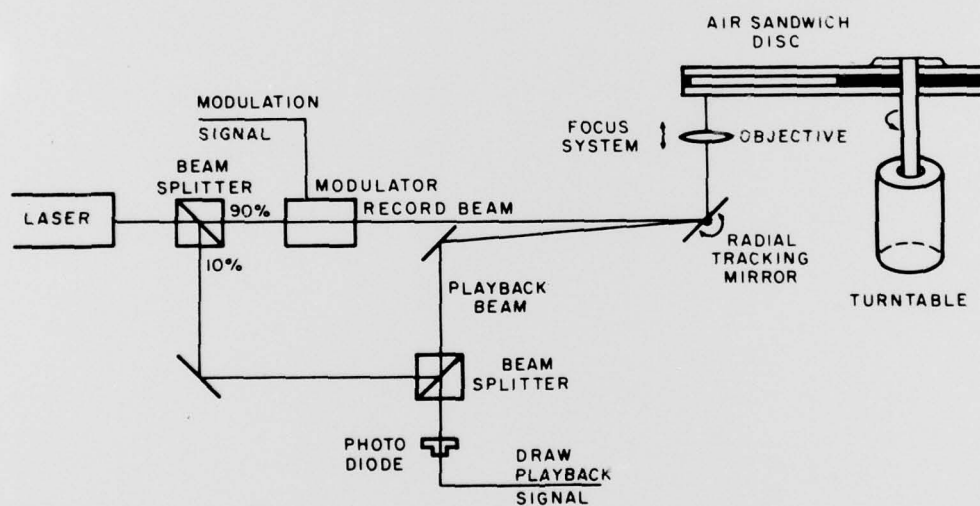 AIR SANDWICH
DISC
MODULATION
SIGNAL
FOCUS
SYSTEM
OBJECTIVE
BEAM
SPLITTER
MODULATOR
LASER
90%
RECORD BEAM
10%
RADIAL
TRACKING
MIRROR
PLAYBACK
BEAM
TURNTABLE
BEAM
SPLITTER
PHOTO
DIODE
DRAW
PLAYBACK
SIGNAL